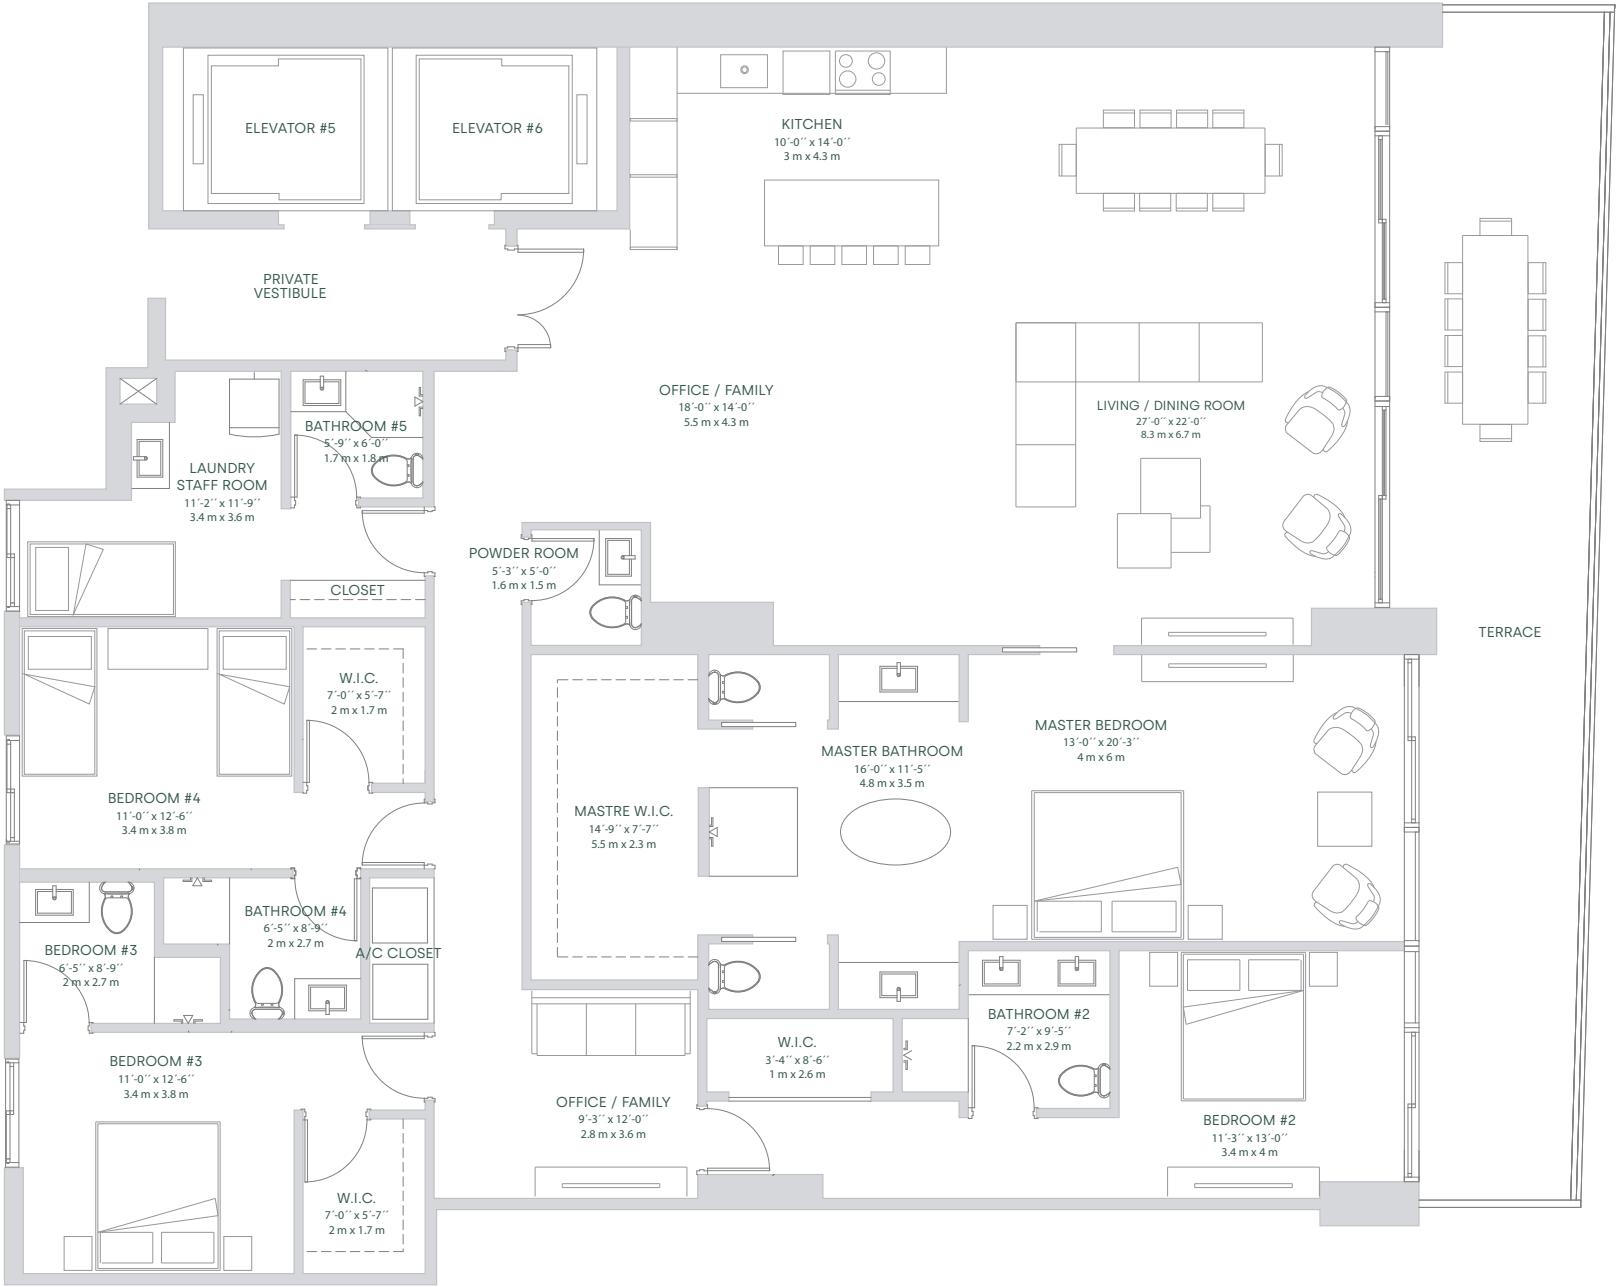 ELEVATOR #5
ELEVATOR #6
KITCHEN
10´-0´´ x 14´-0´´
3 m x 4.3 m
PRIVATE
VESTIBULE
OFFICE / FAMILY
18´-0´´ x 14´-0´´
5.5 m x 4.3 m
LIVING / DINING ROOM
27´-0´´ x 22´-0´´
8.3 m x 6.7 m
BATHROOM #5
5´-9´´ x 6´-0´´
1.7 m x 1.8 m
LAUNDRY
STAFF ROOM
11´-2´´ x 11´-9´´
3.4 m x 3.6 m
POWDER ROOM
5´-3´´ x 5´-0´´
1.6 m x 1.5 m
CLOSET
TERRACE
W.I.C.
7´-0´´ x 5´-7´´
2 m x 1.7 m
MASTER BEDROOM
13´-0´´ x 20´-3´´
4 m x 6 m
MASTER BATHROOM
16´-0´´ x 11´-5´´
4.8 m x 3.5 m
BEDROOM #4
11´-0´´ x 12´-6´´
3.4 m x 3.8 m
MASTRE W.I.C.
14´-9´´ x 7´-7´´
5.5 m x 2.3 m
BATHROOM #4
6´-5´´ x 8´-9´´
2 m x 2.7 m
BEDROOM #3
6´-5´´ x 8´-9´´
2 m x 2.7 m
A/C CLOSET
BATHROOM #2
7´-2´´ x 9´-5´´
2.2 m x 2.9 m
W.I.C.
3´-4´´ x 8´-6´´
1 m x 2.6 m
BEDROOM #3
11´-0´´ x 12´-6´´
3.4 m x 3.8 m
OFFICE / FAMILY
9´-3´´ x 12´-0´´
2.8 m x 3.6 m
BEDROOM #2
11´-3´´ x 13´-0´´
3.4 m x 4 m
W.I.C.
7´-0´´ x 5´-7´´
2 m x 1.7 m